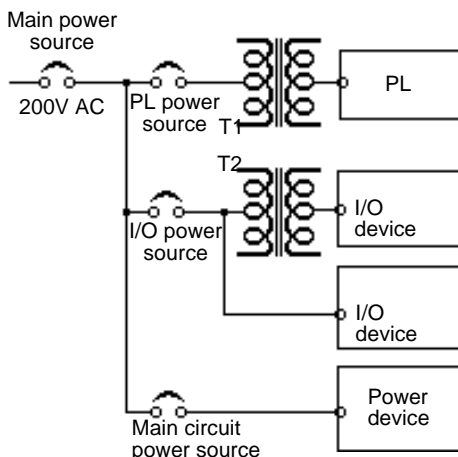 Main power
source
200V AC
PL power
source
T1
PL
T2
I/O power
source
I/O
device
I/O
device
Main circuit
power source
Power
device